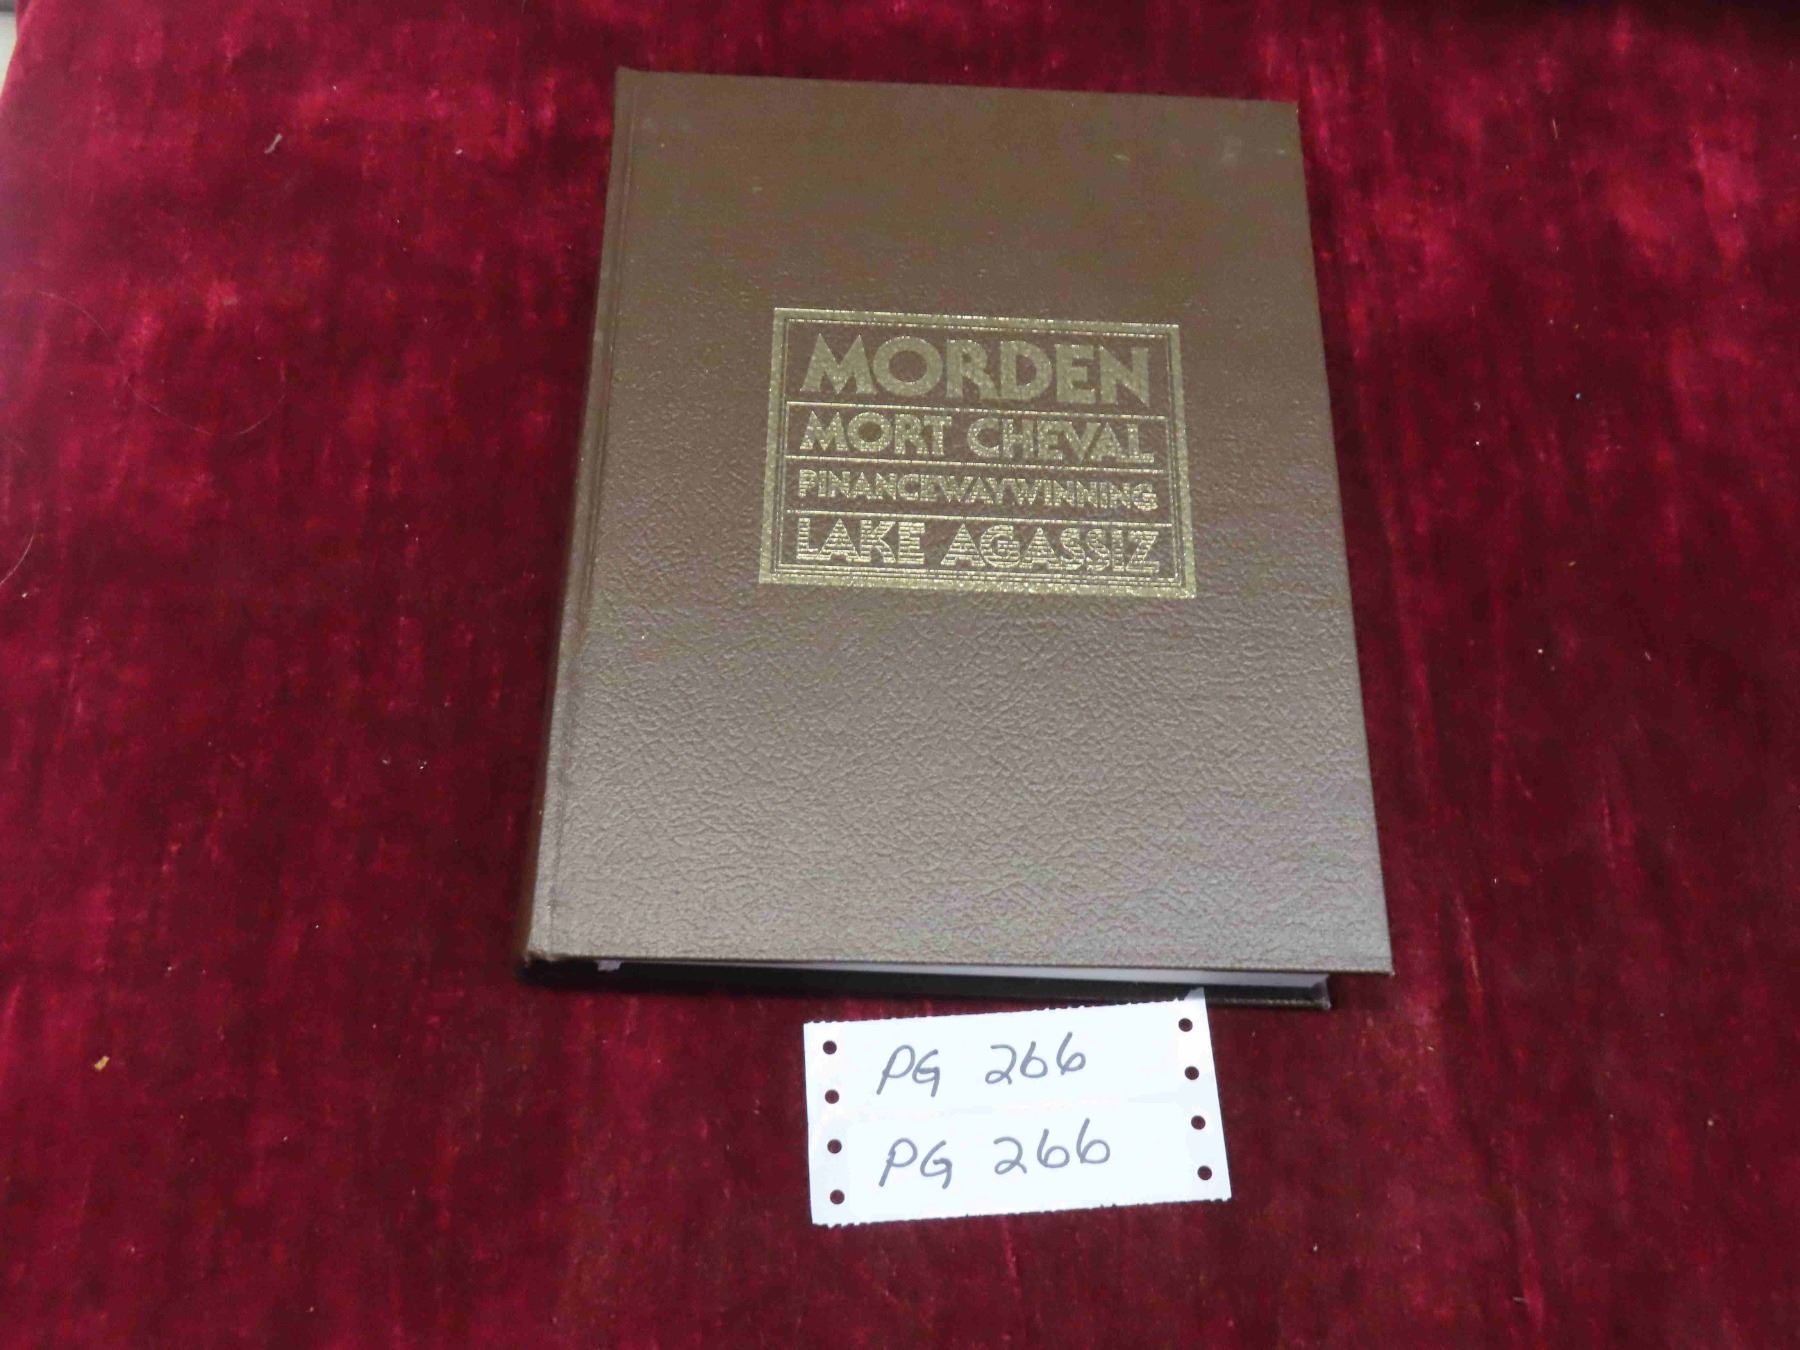 MORDEN
MORT CHEVAL
PINANCEWAYWINNING
LAKE AGASSIZ
PG 266
PG 266